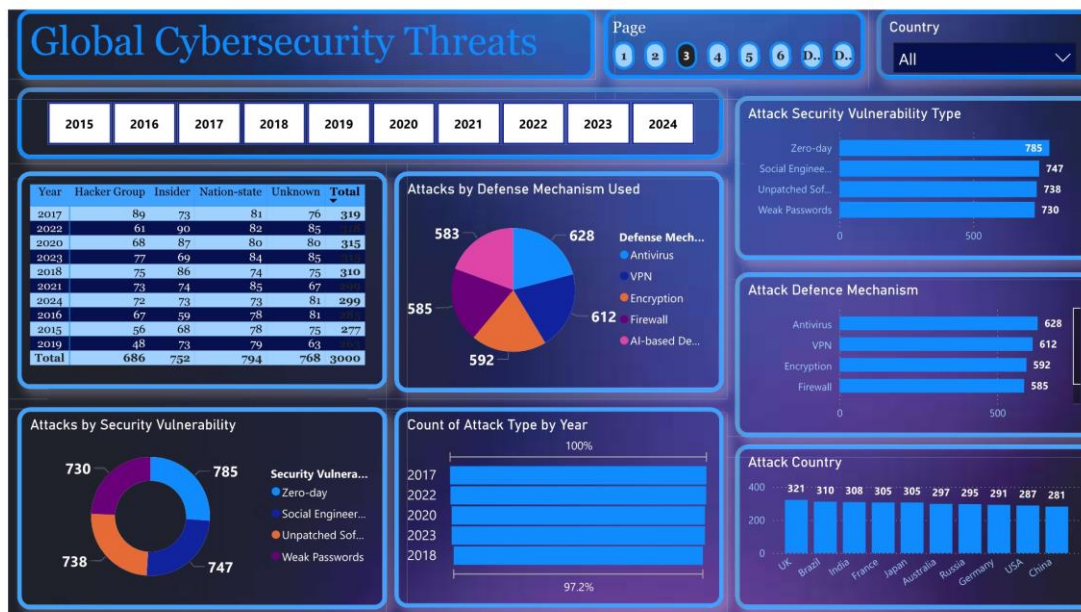 Global Cybersecurity Threats
Page
1 2 3 4 5 6 D.. D..
Country
All
2015 2016 2017 2018 2019 2020 2021 2022 2023 2024
Year Hacker Group Insider Nation-state Unknown Total
2017 89 73 81 76 319
2022 61 90 82 85 318
2020 68 87 80 80 315
2023 77 69 84 85 315
2018 75 86 74 75 310
2021 73 74 85 67 299
2024 72 73 73 81 299
2016 67 59 78 81 285
2015 56 68 78 75 277
2019 48 73 79 63 263
Total 686 752 794 768 3000
Attacks by Defense Mechanism Used
583
628
585
612
592
Defense Mech...
Antivirus
VPN
Encryption
Firewall
AI-based De...
Attack Security Vulnerability Type
Zero-day 785
Social Enginee... 747
Unpatched Sof... 738
Weak Passwords 730
0 500
Attack Defence Mechanism
Antivirus 628
VPN 612
Encryption 592
Firewall 585
0 500
Attacks by Security Vulnerability
730
785
738
747
Security Vulnera...
Zero-day
Social Engineer...
Unpatched Sof...
Weak Passwords
Count of Attack Type by Year
100%
2017
2022
2020
2023
2018
97.2%
Attack Country
400
200
0
321 310 308 305 305 297 295 291 287 281
UK Brazil India France Japan Australia Russia Germany USA China